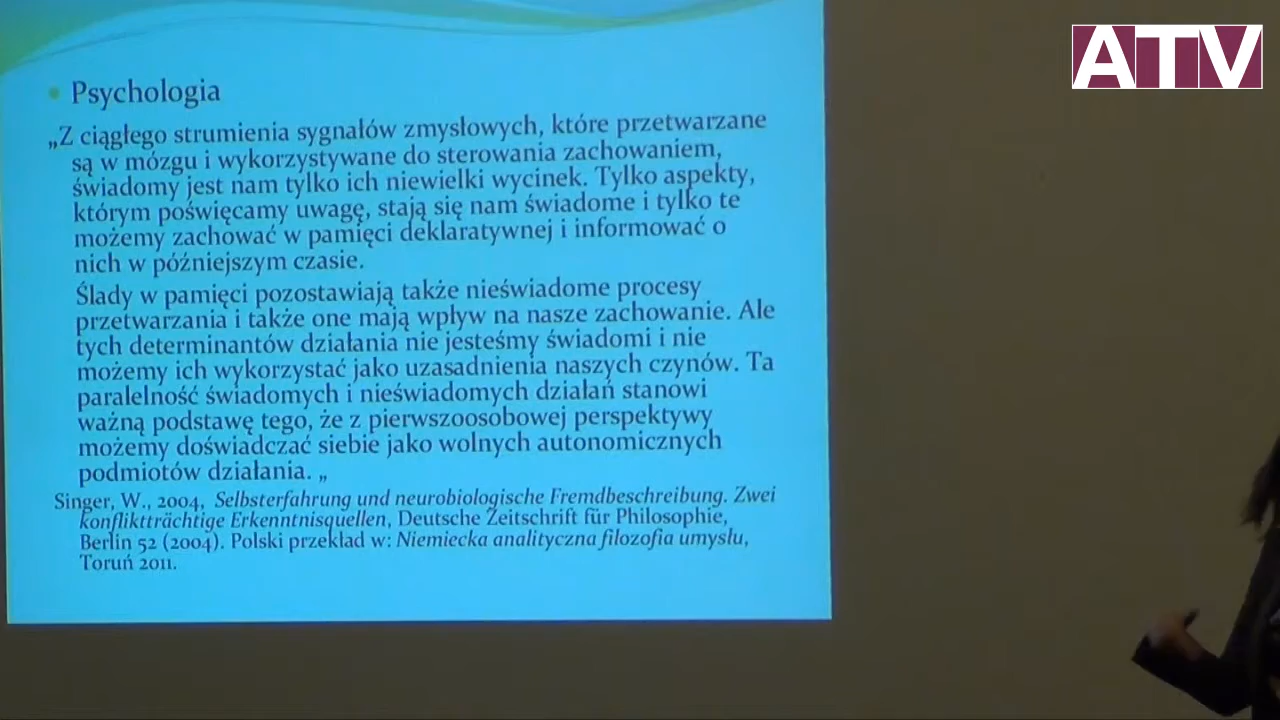 ATV
Psychologia
„Z ciągłego strumienia sygnałów zmysłowych, które przetwarzane
są w mózgu i wykorzystywane do sterowania zachowaniem,
świadomy jest nam tylko ich niewielki wycinek. Tylko aspekty,
którym poświęcamy uwagę, stają się nam świadome i tylko te
możemy zachować w pamięci deklaratywnej i informować o
nich w późniejszym czasie.
Ślady w pamięci pozostawiają także nieświadome procesy
przetwarzania i także one mają wpływ na nasze zachowanie. Ale
tych determinantów działania nie jesteśmy świadomi i nie
możemy ich wykorzystać jako uzasadnienia naszych czynów. Ta
paralelność świadomych i nieświadomych działań stanowi
ważną podstawę tego, że z pierwszoosobowej perspektywy
możemy doświadczać siebie jako wolnych autonomicznych
podmiotów działania. „
Singer, W., 2004, Selbsterfahrung und neurobiologische Fremdbeschreibung. Zwei
konfliktträchtige Erkenntnisquellen, Deutsche Zeitschrift für Philosophie,
Berlin 52 (2004). Polski przekład w: Niemiecka analityczna filozofia umysłu,
Toruń 2011.